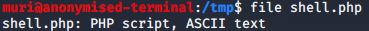 muri@anonymised-terminal:/tmp$ file shell.php
shell.php: PHP script, ASCII text